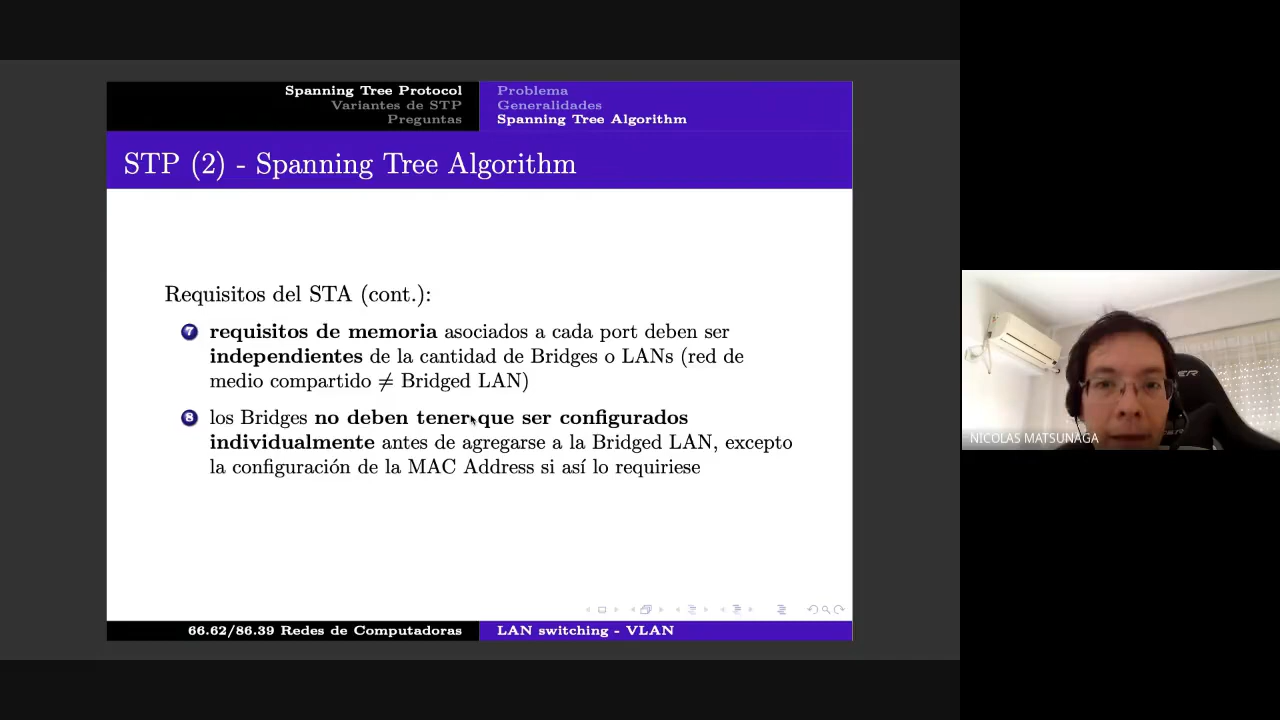 Spanning Tree Protocol
Variantes de STP
Preguntas
Problema
Generalidades
Spanning Tree Algorithm
STP (2) - Spanning Tree Algorithm
Requisitos del STA (cont.):
7 requisitos de memoria asociados a cada port deben ser
independientes de la cantidad de Bridges o LANs (red de
medio compartido ≠ Bridged LAN)
8 los Bridges no deben tener que ser configurados
individualmente antes de agregarse a la Bridged LAN, excepto
la configuración de la MAC Address si así lo requiriese
66.62/86.39 Redes de Computadoras
LAN switching - VLAN
NICOLAS MATSUNAGA